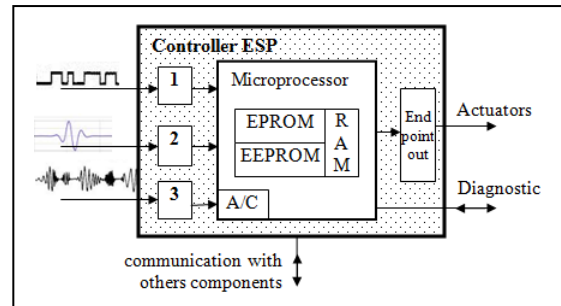 Controller ESP
1
Microprocessor
EPROM
EEPROM
R
A
M
2
3
A/C
End
point
out
Actuators
Diagnostic
communication with
others components